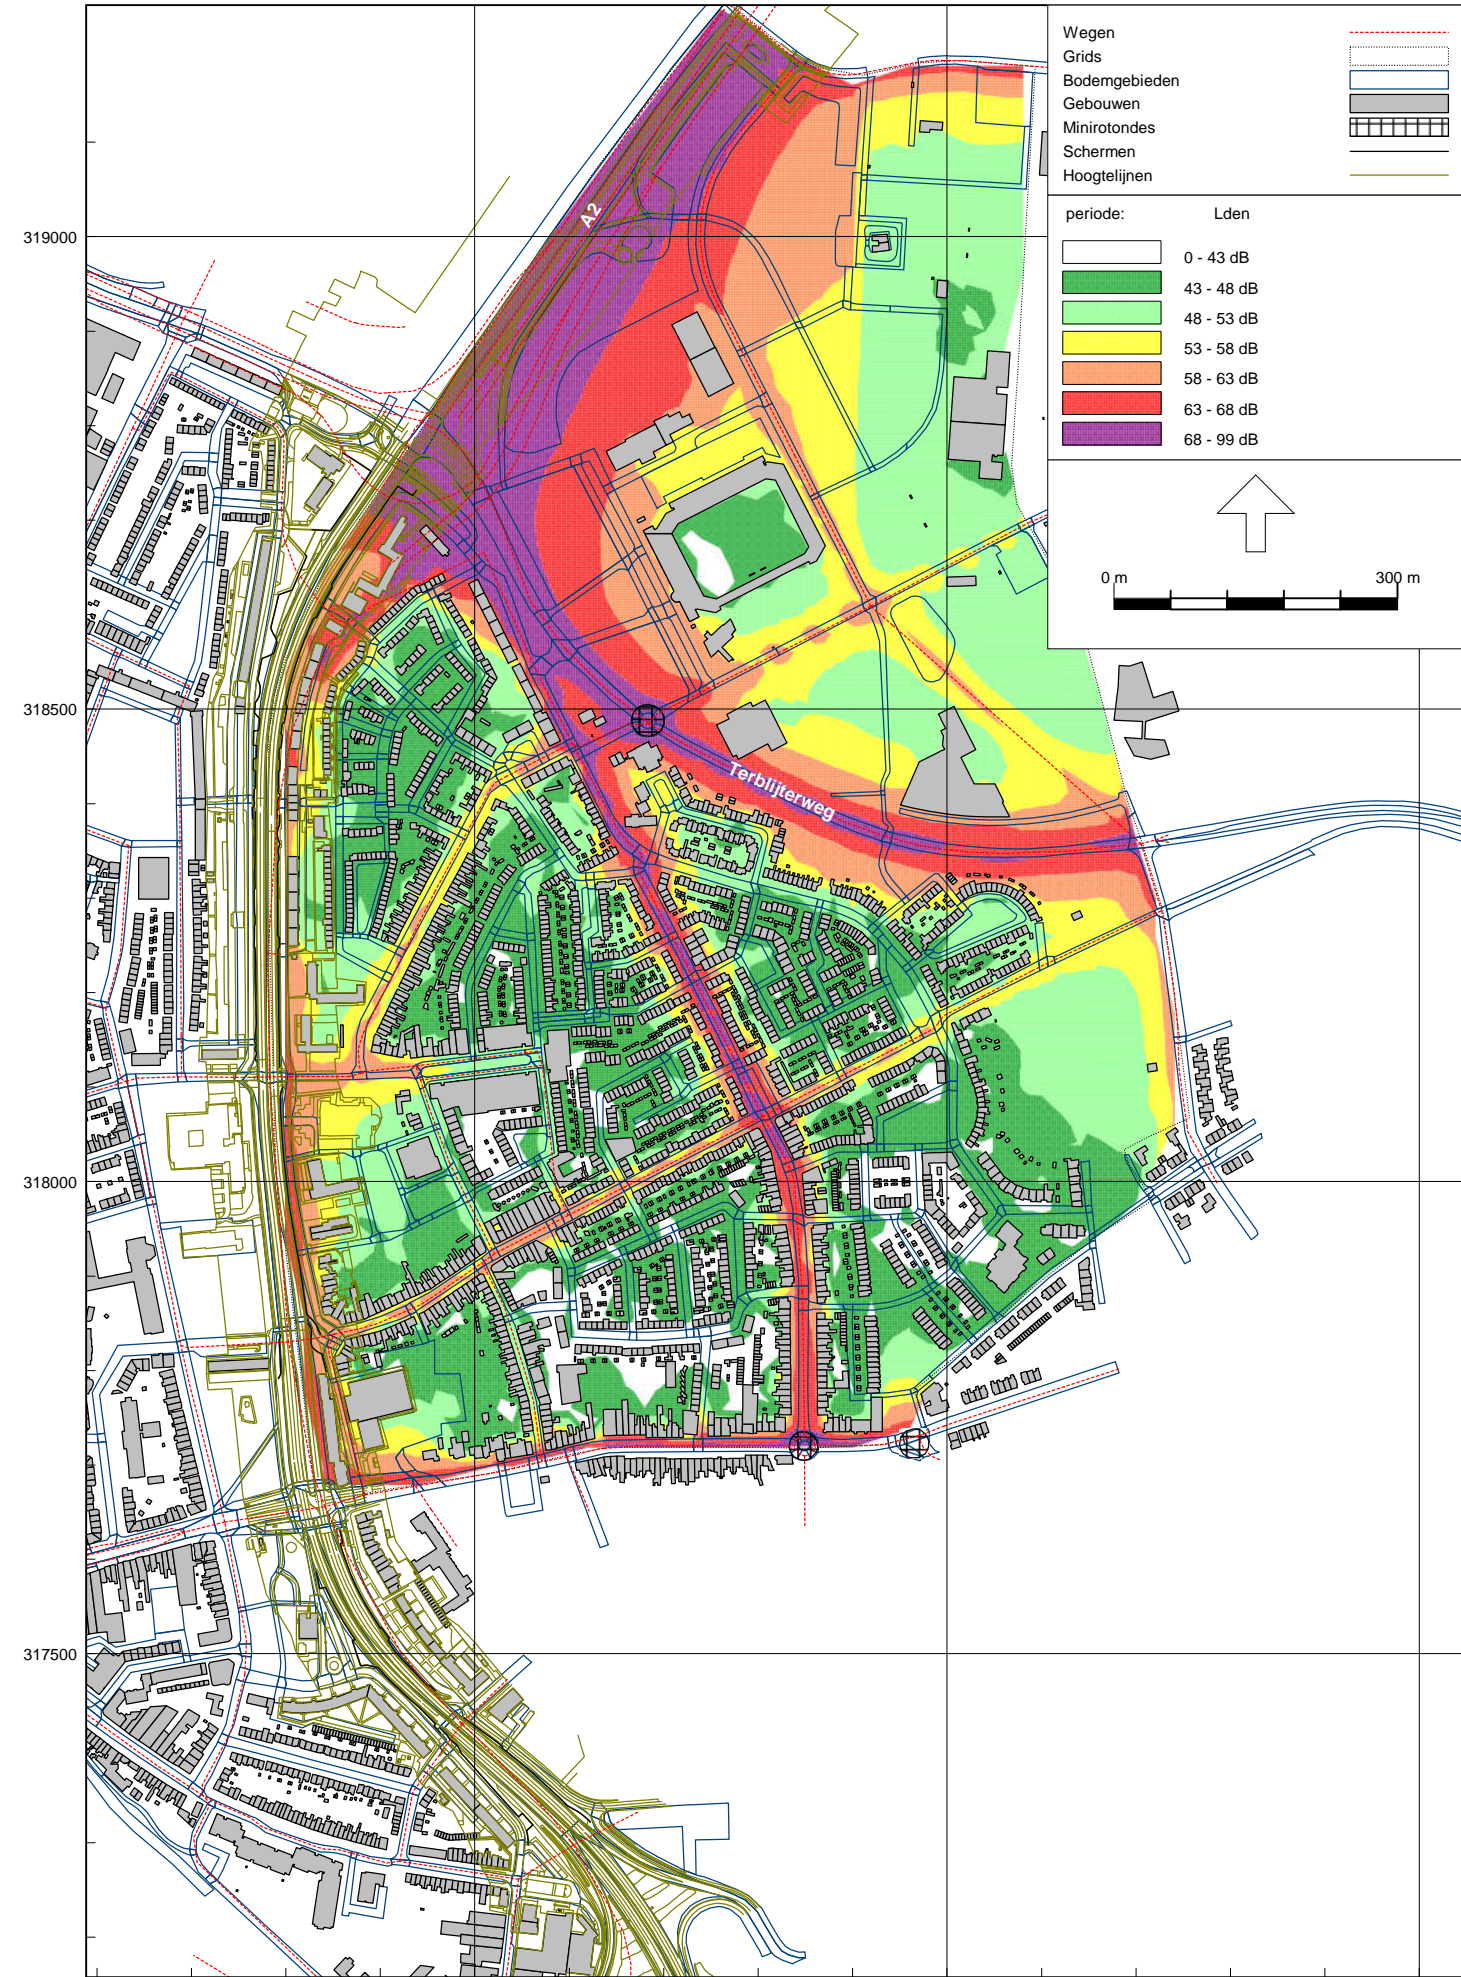 Wegen
Grids
Bodemgebieden
Gebouwen
Minirotondes
Schermen
Hoogtelijnen
periode: Lden
0 - 43 dB
43 - 48 dB
48 - 53 dB
53 - 58 dB
58 - 63 dB
63 - 68 dB
68 - 99 dB
0 m 300 m
A2
319000
318500
Terblijterweg
318000
317500